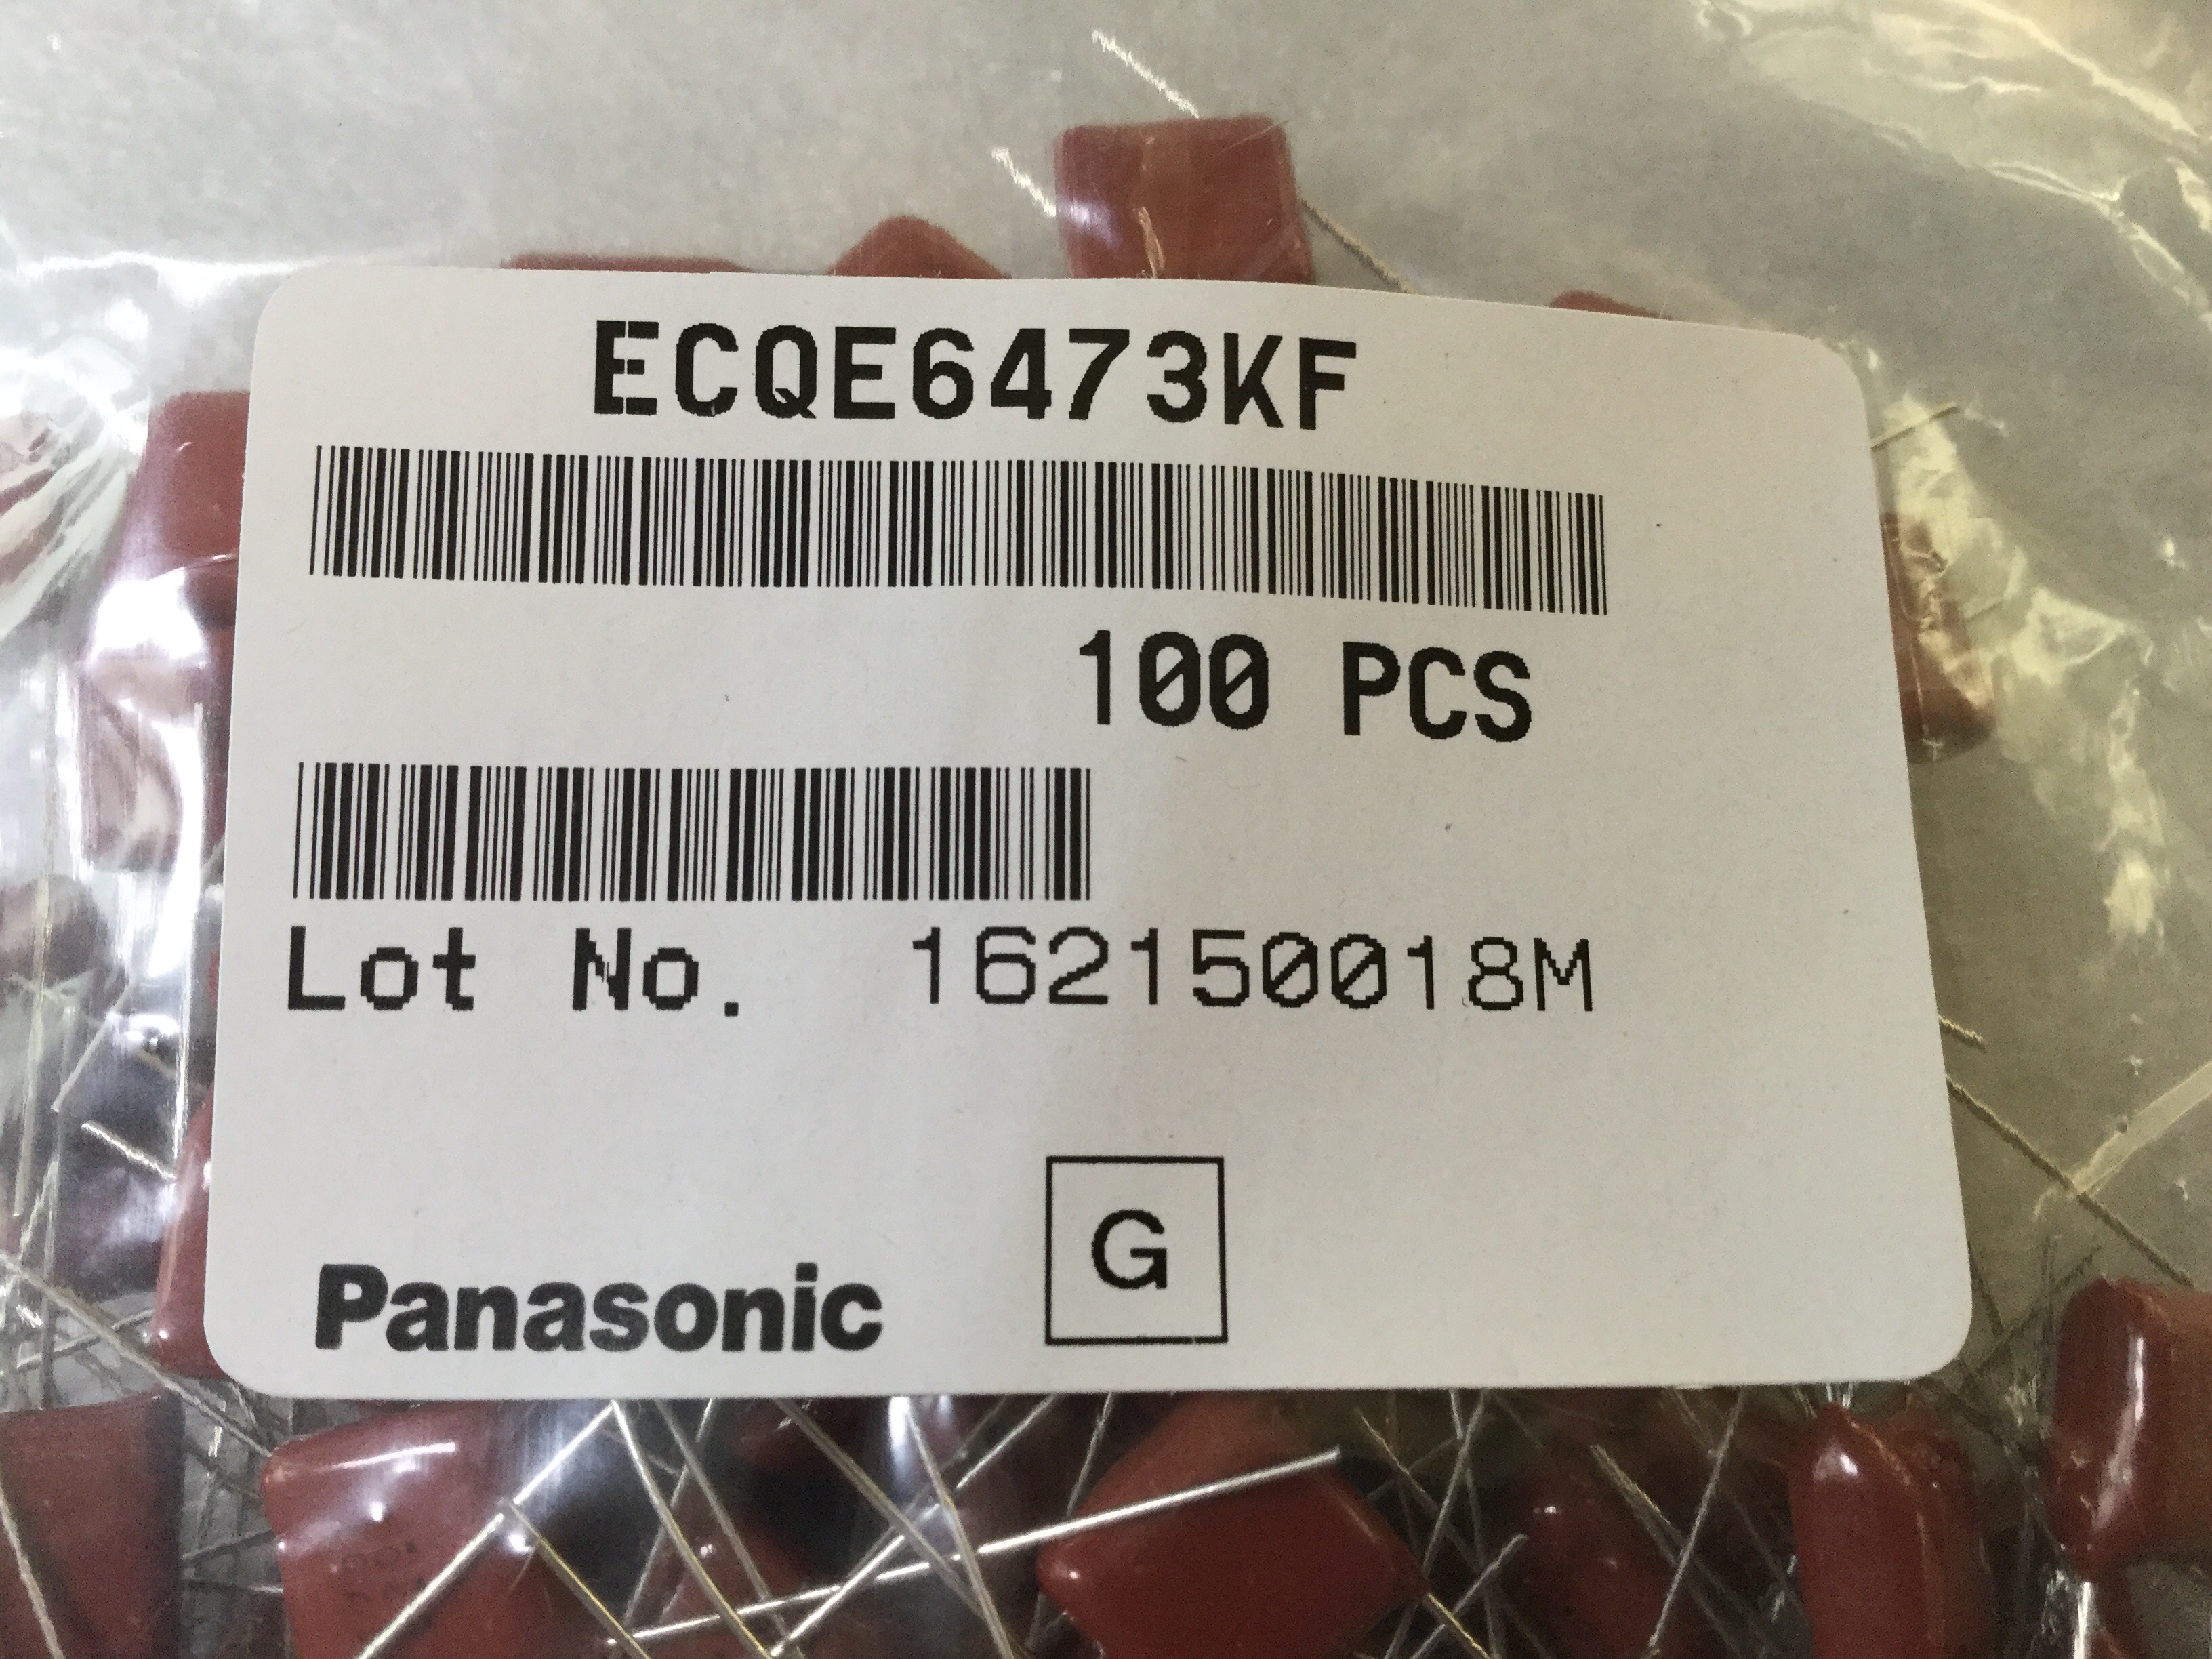 ECQE6473KF
100 PCS
Lot No. 162150018M
G
Panasonic